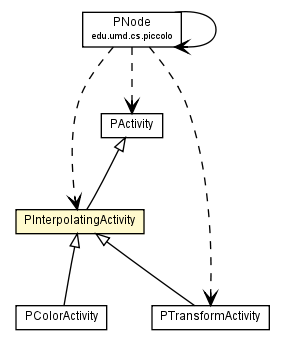 PNode
edu.umd.cs.piccolo
PActivity
PInterpolatingActivity
PColorActivity
PTransformActivity